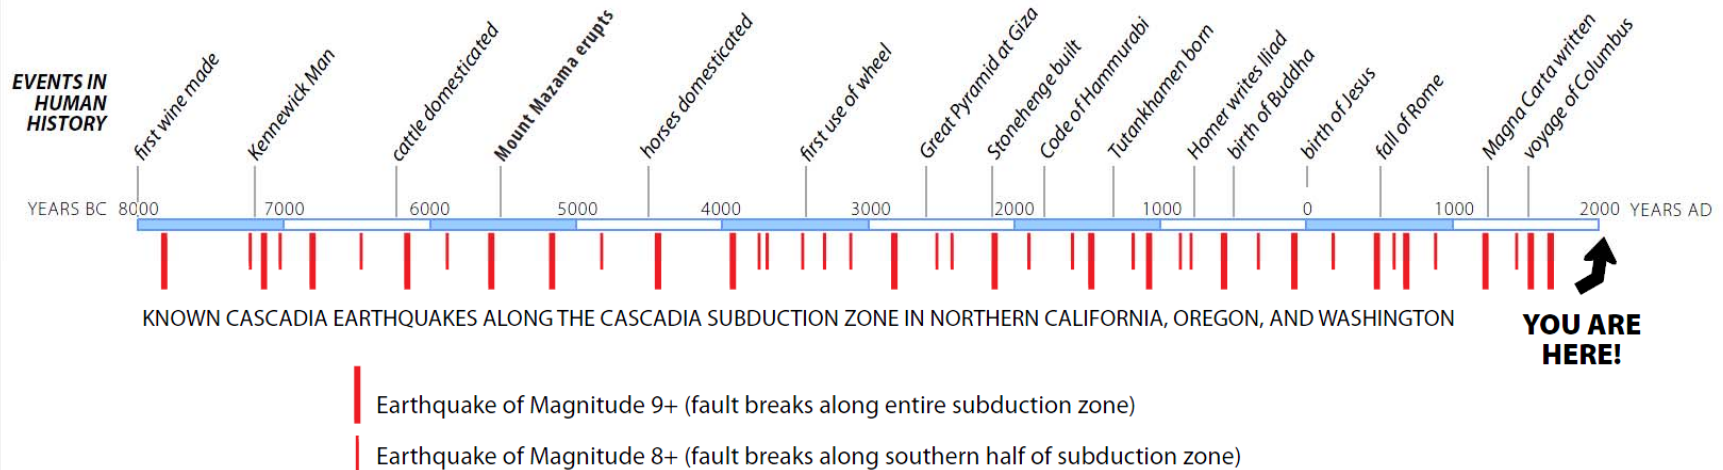 EVENTS IN
HUMAN
HISTORY
first wine made
Kennewick Man
cattle domesticated
Mount Mazama erupts
horses domesticated
first use of wheel
Great Pyramid at Giza
Stonehenge built
Code of Hammurabi
Tutankhamen born
Homer writes Iliad
birth of Buddha
birth of Jesus
fall of Rome
Magna Carta written
voyage of Columbus
YEARS BC 8000 7000 6000 5000 4000 3000 2000 1000 0 1000 2000 YEARS AD
KNOWN CASCADIA EARTHQUAKES ALONG THE CASCADIA SUBDUCTION ZONE IN NORTHERN CALIFORNIA, OREGON, AND WASHINGTON
YOU ARE
HERE!
Earthquake of Magnitude 9+ (fault breaks along entire subduction zone)
Earthquake of Magnitude 8+ (fault breaks along southern half of subduction zone)